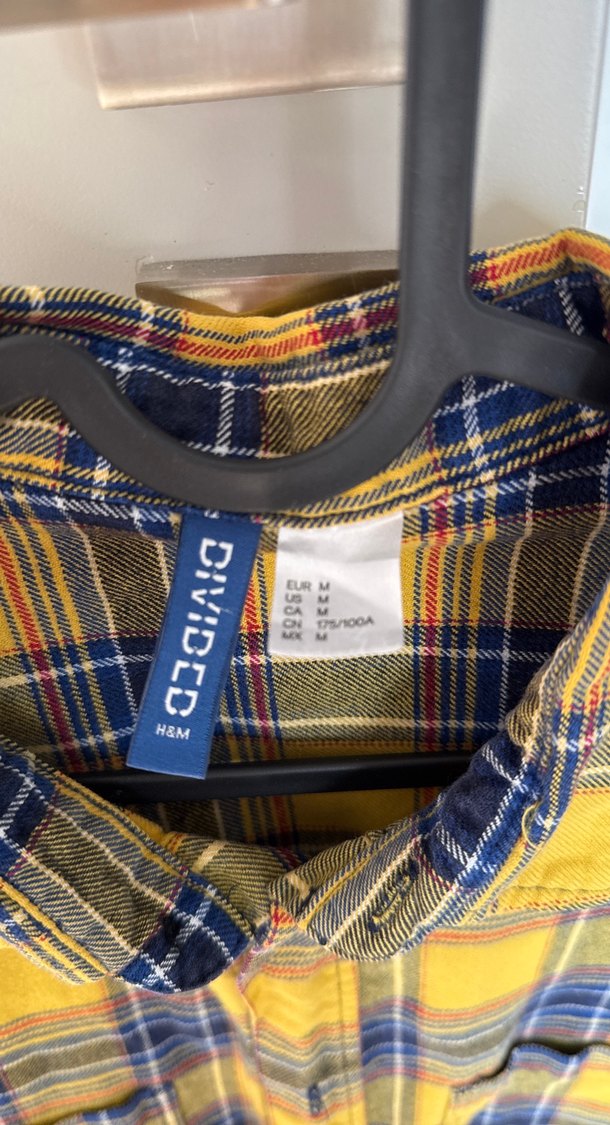 DIVIDED
H&M
EUR M
US M
CA M
CN 175/100A
MX M